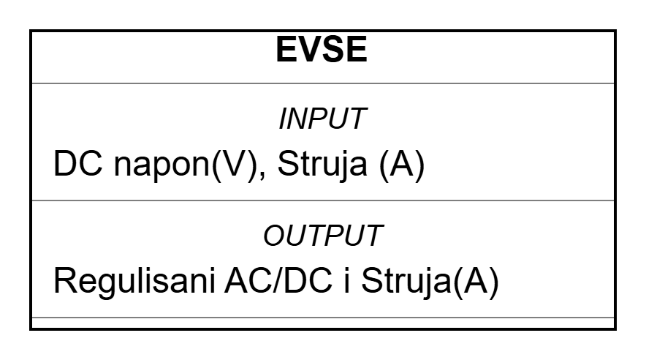 EVSE
INPUT
DC napon(V), Struja (A)
OUTPUT
Regulisani AC/DC i Struja(A)